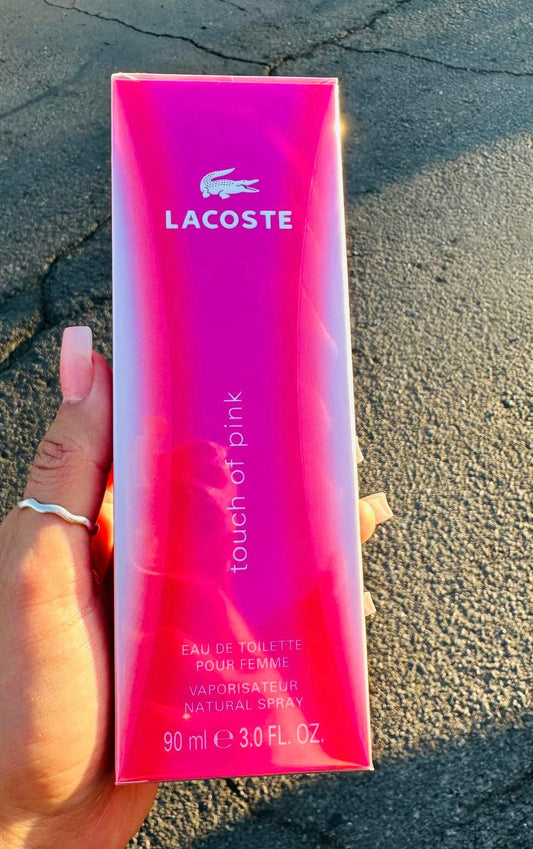 LACOSTE
touch of pink
EAU DE TOILETTE
POUR FEMME
VAPORISATEUR
NATURAL SPRAY
90 ml ℮ 3.0 FL. OZ.